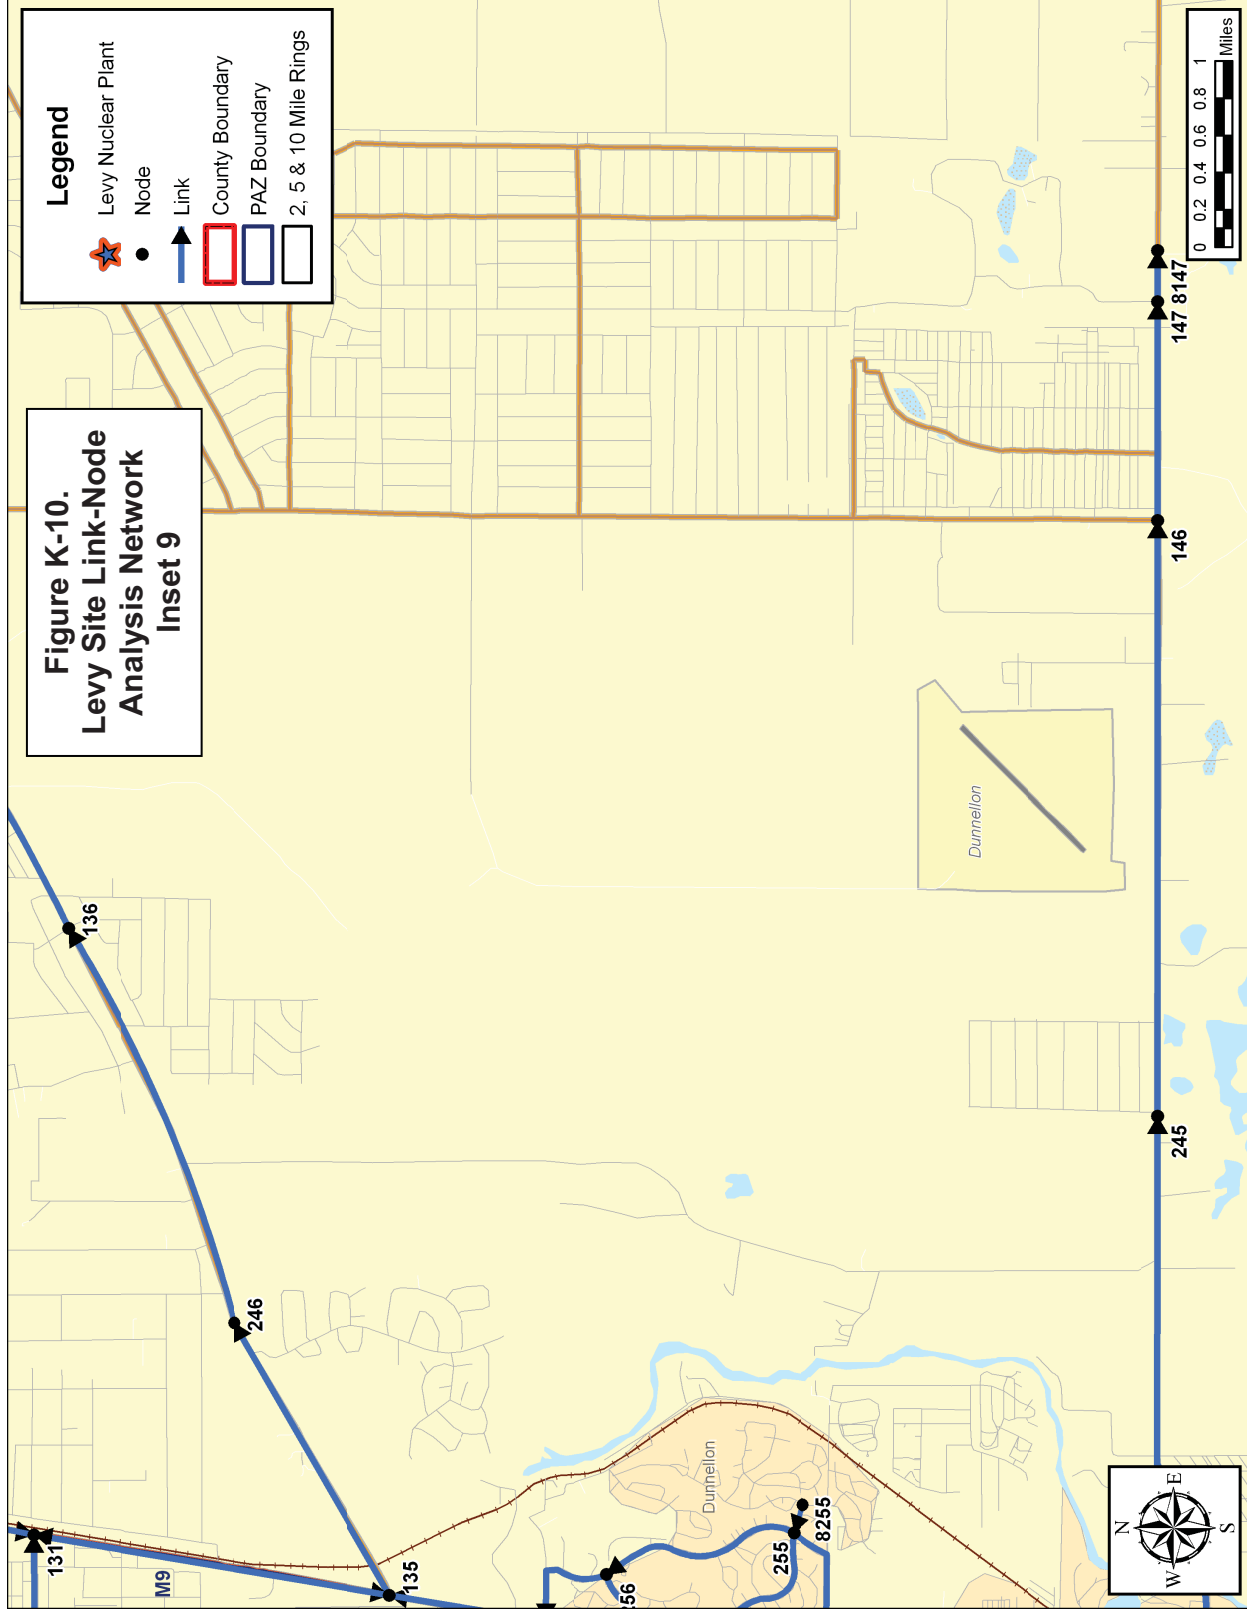 Figure K-10.
Levy Site Link-Node
Analysis Network
Inset 9
Legend
Levy Nuclear Plant
Node
Link
County Boundary
PAZ Boundary
2, 5 & 10 Mile Rings
136
246
131
M9
135
256
255
8255
Dunnellon
Dunnellon
245
146
147
8147
0 0.2 0.4 0.6 0.8 1
Miles
N
W E
S